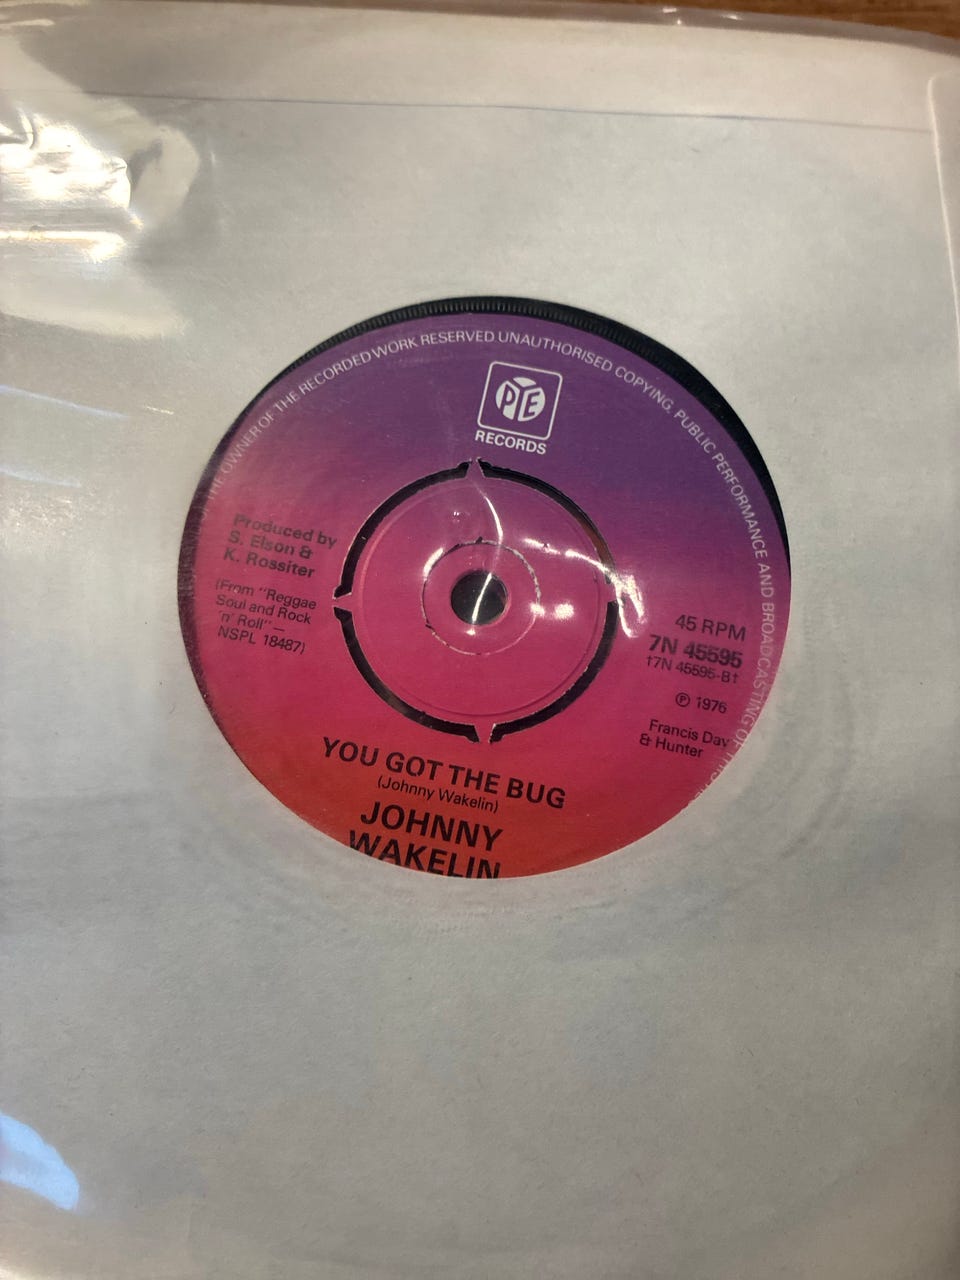 THE OWNER OF THE RECORDED WORK RESERVED UNAUTHORISED COPYING, PUBLIC PERFORMANCE AND BROADCASTING OF
PYE
RECORDS
Produced by
S. Elson &
K. Rossiter
(From "Reggae
Soul and Rock
'n' Roll" —
NSPL 18487)
45 RPM
7N 45595
†7N 45595-B†
Ⓟ 1976
Francis Day
& Hunter
YOU GOT THE BUG
(Johnny Wakelin)
JOHNNY
WAKELIN